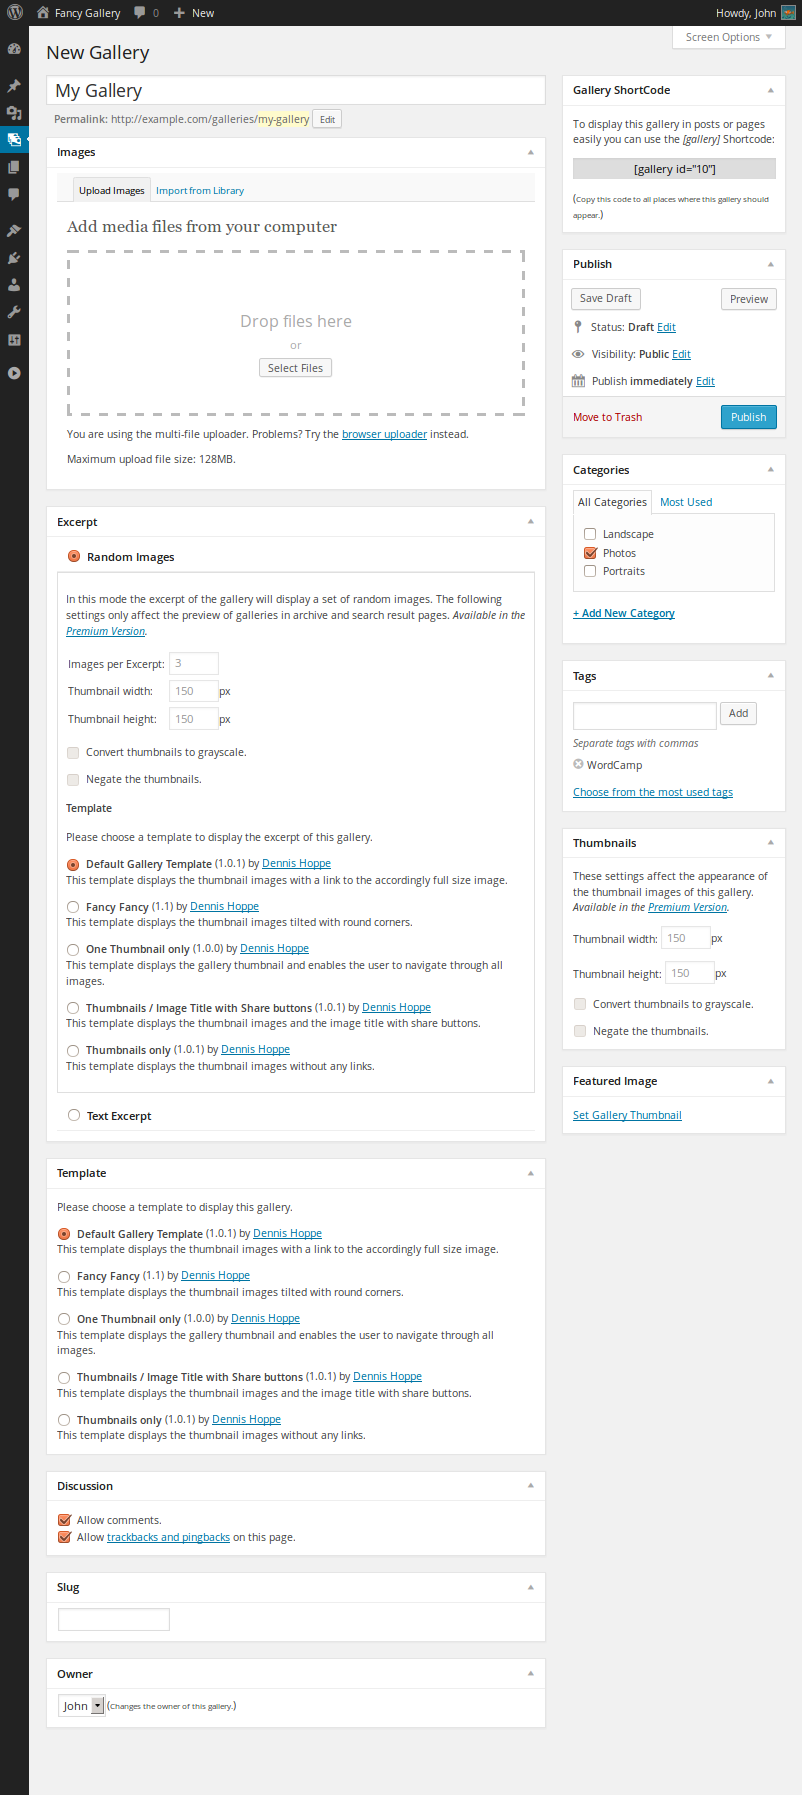 Fancy Gallery 0 New Howdy, John
Screen Options
New Gallery
My Gallery
Permalink: http://example.com/galleries/my-gallery Edit
Images
Upload Images Import from Library
Add media files from your computer
Drop files here
or
Select Files
You are using the multi-file uploader. Problems? Try the browser uploader instead.
Maximum upload file size: 128MB.
Excerpt
Random Images
In this mode the excerpt of the gallery will display a set of random images. The following
settings only affect the preview of galleries in archive and search result pages. Available in the
Premium Version.
Images per Excerpt: 3
Thumbnail width: 150 px
Thumbnail height: 150 px
Convert thumbnails to grayscale.
Negate the thumbnails.
Template
Please choose a template to display the excerpt of this gallery.
Default Gallery Template (1.0.1) by Dennis Hoppe
This template displays the thumbnail images with a link to the accordingly full size image.
Fancy Fancy (1.1) by Dennis Hoppe
This template displays the thumbnail images tilted with round corners.
One Thumbnail only (1.0.0) by Dennis Hoppe
This template displays the gallery thumbnail and enables the user to navigate through all
images.
Thumbnails / Image Title with Share buttons (1.0.1) by Dennis Hoppe
This template displays the thumbnail images and the image title with share buttons.
Thumbnails only (1.0.1) by Dennis Hoppe
This template displays the thumbnail images without any links.
Text Excerpt
Template
Please choose a template to display this gallery.
Default Gallery Template (1.0.1) by Dennis Hoppe
This template displays the thumbnail images with a link to the accordingly full size image.
Fancy Fancy (1.1) by Dennis Hoppe
This template displays the thumbnail images tilted with round corners.
One Thumbnail only (1.0.0) by Dennis Hoppe
This template displays the gallery thumbnail and enables the user to navigate through all
images.
Thumbnails / Image Title with Share buttons (1.0.1) by Dennis Hoppe
This template displays the thumbnail images and the image title with share buttons.
Thumbnails only (1.0.1) by Dennis Hoppe
This template displays the thumbnail images without any links.
Discussion
Allow comments.
Allow trackbacks and pingbacks on this page.
Slug
Owner
John (Changes the owner of this gallery.)
Gallery ShortCode
To display this gallery in posts or pages
easily you can use the [gallery] Shortcode:
[gallery id="10"]
(Copy this code to all places where this gallery should
appear.)
Publish
Save Draft Preview
Status: Draft Edit
Visibility: Public Edit
Publish immediately Edit
Move to Trash Publish
Categories
All Categories Most Used
Landscape
Photos
Portraits
+ Add New Category
Tags
Add
Separate tags with commas
WordCamp
Choose from the most used tags
Thumbnails
These settings affect the appearance of
the thumbnail images of this gallery.
Available in the Premium Version.
Thumbnail width: 150 px
Thumbnail height: 150 px
Convert thumbnails to grayscale.
Negate the thumbnails.
Featured Image
Set Gallery Thumbnail